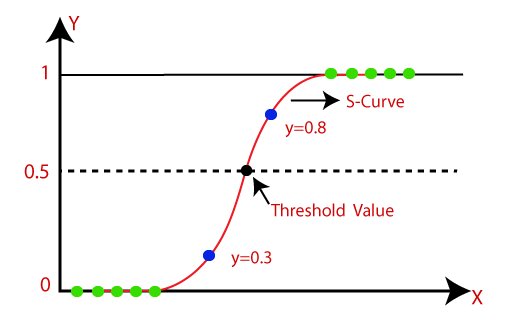 Y
1
S-Curve
y=0.8
0.5
Threshold Value
y=0.3
0
X